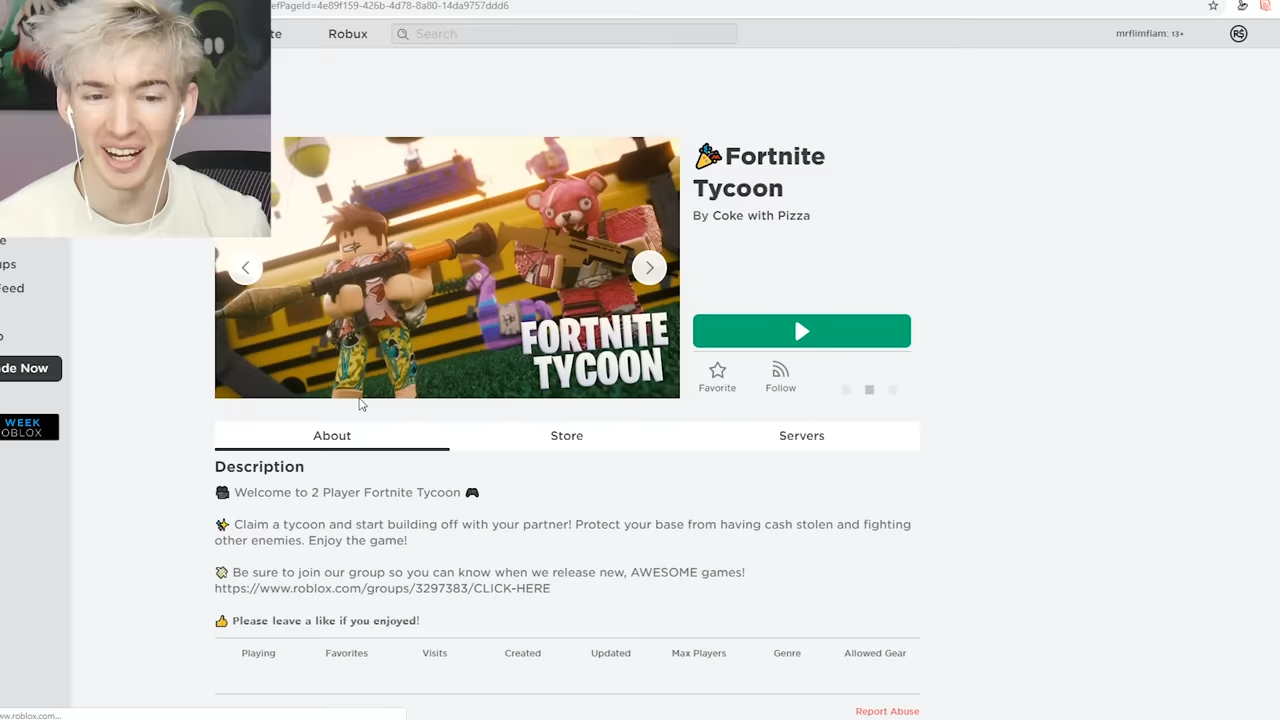 efPageId=4e89f159-426b-4d78-8a80-14da9757ddd6
te Robux Search mrflimflam: 13+
Fortnite
Tycoon
By Coke with Pizza
FORTNITE
TYCOON
e
ups
Feed
o
de Now
WEEK
ROBLOX
Favorite Follow
About Store Servers
Description
Welcome to 2 Player Fortnite Tycoon
Claim a tycoon and start building off with your partner! Protect your base from having cash stolen and fighting
other enemies. Enjoy the game!
Be sure to join our group so you can know when we release new, AWESOME games!
https://www.roblox.com/groups/3297383/CLICK-HERE
Please leave a like if you enjoyed!
Playing Favorites Visits Created Updated Max Players Genre Allowed Gear
Report Abuse
ww.roblox.com...